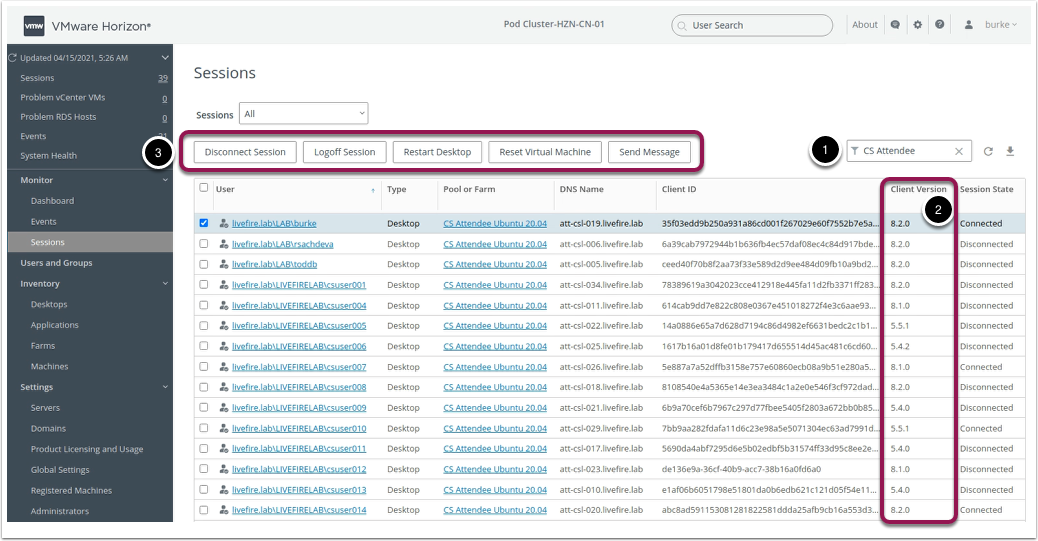 vmw VMware Horizon® Pod Cluster-HZN-CN-01 User Search About burke
Updated 04/15/2021, 5:26 AM
Sessions 39
Problem vCenter VMs 0
Problem RDS Hosts 0
Events 21
System Health
Monitor
Dashboard
Events
Sessions
Users and Groups
Inventory
Desktops
Applications
Farms
Machines
Settings
Servers
Domains
Product Licensing and Usage
Global Settings
Registered Machines
Administrators
Sessions
Sessions All
3 Disconnect Session Logoff Session Restart Desktop Reset Virtual Machine Send Message 1 CS Attendee
User Type Pool or Farm DNS Name Client ID Client Version Session State
2
livefire.lab\LAB\burke Desktop CS Attendee Ubuntu 20.04 att-csl-019.livefire.lab 35f03edd9b250a931a86cd001f267029e60f7552b7e5a... 8.2.0 Connected
livefire.lab\LAB\rsachdeva Desktop CS Attendee Ubuntu 20.04 att-csl-006.livefire.lab 6a39cab7972944b1b636fb4ec57daf08ec4c84d917bde... 8.2.0 Disconnected
livefire.lab\LAB\toddb Desktop CS Attendee Ubuntu 20.04 att-csl-005.livefire.lab ceed40f70b8f2aa73f33e589d2d9ee484d09fb10a9bd2... 8.2.0 Disconnected
livefire.lab\LIVEFIRELAB\csuser001 Desktop CS Attendee Ubuntu 20.04 att-csl-034.livefire.lab 78389619a3042023cce412918e445fa11d2fb3371ff283... 8.2.0 Disconnected
livefire.lab\LIVEFIRELAB\csuser004 Desktop CS Attendee Ubuntu 20.04 att-csl-011.livefire.lab 614cab9dd7e822c808e0367e451018272f4e3c6aae93... 8.1.0 Disconnected
livefire.lab\LIVEFIRELAB\csuser005 Desktop CS Attendee Ubuntu 20.04 att-csl-022.livefire.lab 14a0886e65a7d628d7194c86d4982ef6631bedc2c1b1... 5.5.1 Disconnected
livefire.lab\LIVEFIRELAB\csuser006 Desktop CS Attendee Ubuntu 20.04 att-csl-025.livefire.lab 1617b16a01d8fe01b179417d655514d45ac481c6cd60... 5.4.2 Disconnected
livefire.lab\LIVEFIRELAB\csuser007 Desktop CS Attendee Ubuntu 20.04 att-csl-026.livefire.lab 5e887a7a52dffb3158e757e60860ecb08a9b51e280a5... 8.1.0 Connected
livefire.lab\LIVEFIRELAB\csuser008 Desktop CS Attendee Ubuntu 20.04 att-csl-018.livefire.lab 8108540e4a5365e14e3ea3484c1a2e0e546f3cf972dad... 8.2.0 Disconnected
livefire.lab\LIVEFIRELAB\csuser009 Desktop CS Attendee Ubuntu 20.04 att-csl-021.livefire.lab 6b9a70cef6b7967c297d77fbee5405f2803a672bb0b85... 5.4.0 Disconnected
livefire.lab\LIVEFIRELAB\csuser010 Desktop CS Attendee Ubuntu 20.04 att-csl-029.livefire.lab 7bb9aa282fdafa11d6c23e98a5e5071304ec63ad7991d... 5.5.1 Connected
livefire.lab\LIVEFIRELAB\csuser011 Desktop CS Attendee Ubuntu 20.04 att-csl-017.livefire.lab 5690da4abf7295d6e5b02edbf5b31574ff33d95c8ee2e... 5.4.0 Disconnected
livefire.lab\LIVEFIRELAB\csuser012 Desktop CS Attendee Ubuntu 20.04 att-csl-023.livefire.lab de136e9a-36cf-40b9-acc7-38b16a0fd6a0 8.1.0 Disconnected
livefire.lab\LIVEFIRELAB\csuser013 Desktop CS Attendee Ubuntu 20.04 att-csl-010.livefire.lab e1af06b6051798e51801da0b6edb621c121d05f54e11... 5.4.0 Disconnected
livefire.lab\LIVEFIRELAB\csuser014 Desktop CS Attendee Ubuntu 20.04 att-csl-020.livefire.lab abc8ad591153081281822581ddda25afb9cb16a553d3... 8.2.0 Connected